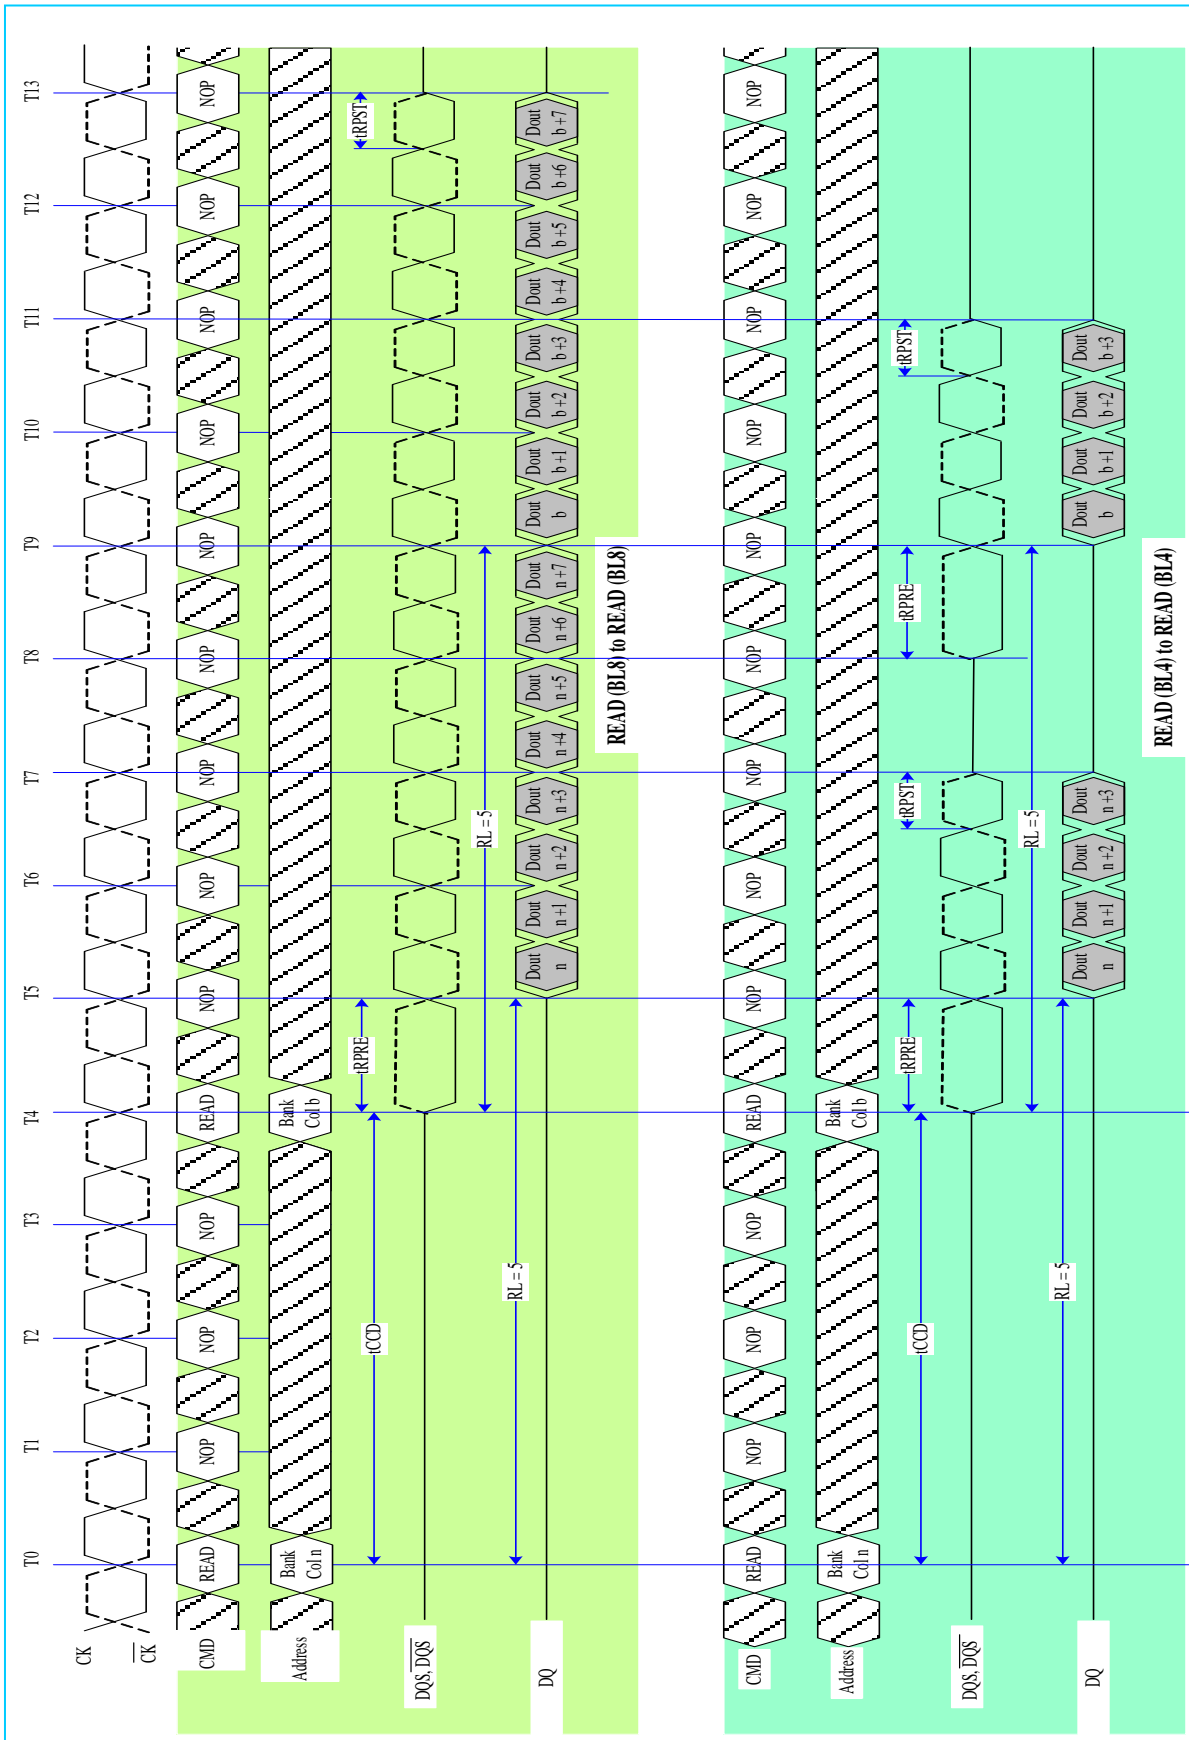 T0 T1 T2 T3 T4 T5 T6 T7 T8 T9 T10 T11 T12 T13
CK
CK
CMD READ NOP NOP NOP READ NOP NOP NOP NOP NOP NOP NOP NOP NOP
Address Bank Col n Bank Col b
tCCD tRPRE tRPST
DQS, DQS
RL = 5
RL = 5
DQ Dout n Dout n+1 Dout n+2 Dout n+3 Dout n+4 Dout n+5 Dout n+6 Dout n+7 Dout b Dout b+1 Dout b+2 Dout b+3 Dout b+4 Dout b+5 Dout b+6 Dout b+7
READ (BL8) to READ (BL8)
CMD READ NOP NOP NOP READ NOP NOP NOP NOP NOP NOP NOP NOP NOP
Address Bank Col n Bank Col b
tCCD tRPRE tRPST tRPRE tRPST
DQS, DQS
RL = 5
RL = 5
DQ Dout n Dout n+1 Dout n+2 Dout n+3 Dout b Dout b+1 Dout b+2 Dout b+3
READ (BL4) to READ (BL4)